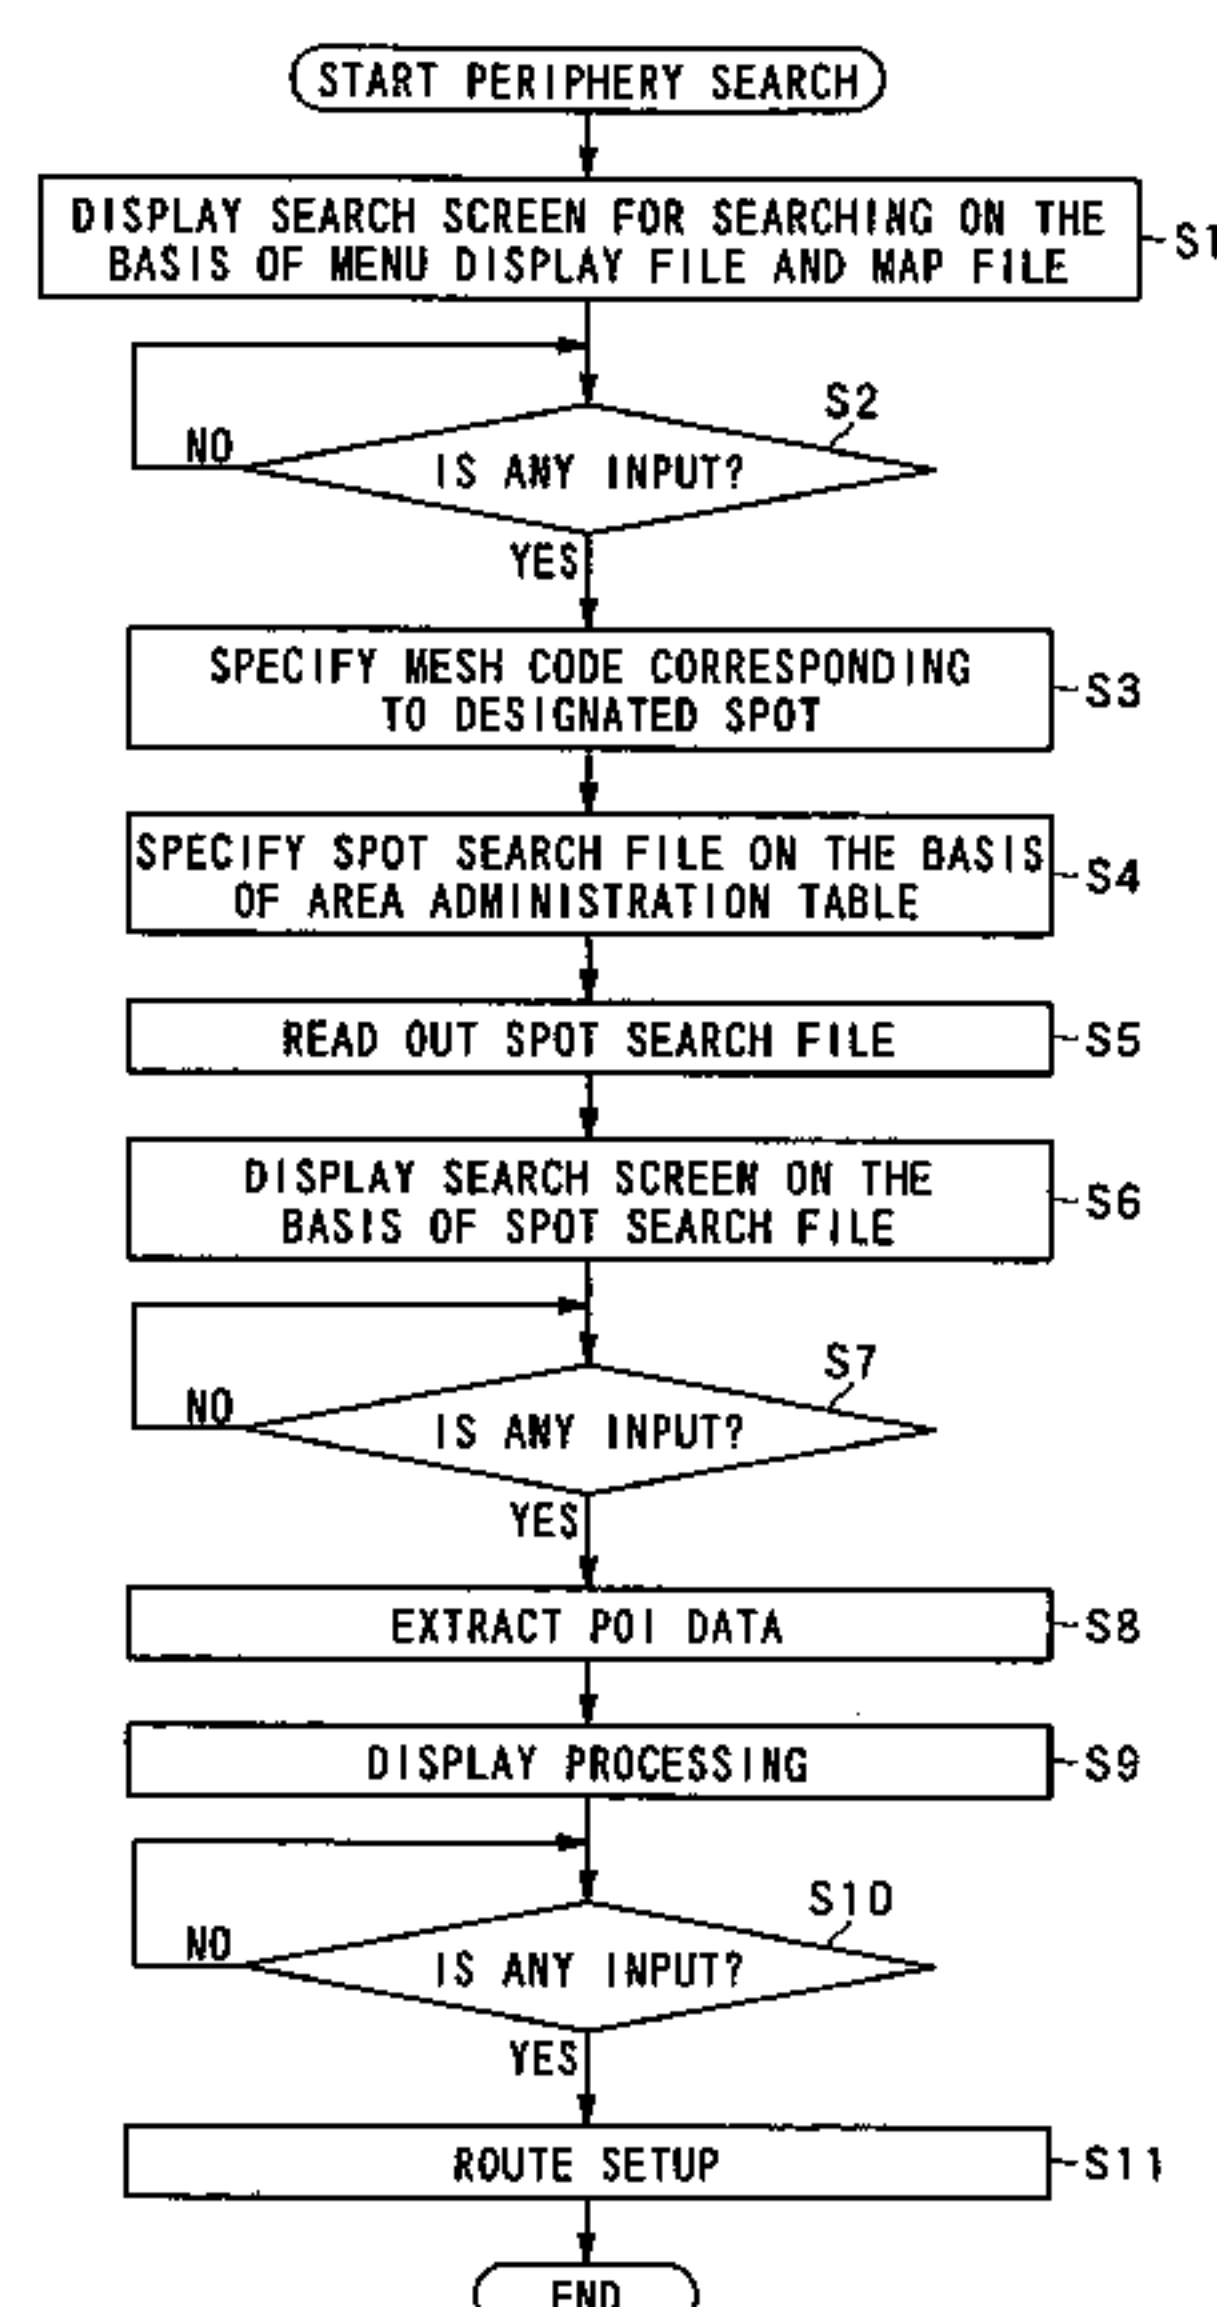 START PERIPHERY SEARCH
DISPLAY SEARCH SCREEN FOR SEARCHING ON THE
BASIS OF MENU DISPLAY FILE AND MAP FILE
S1
S2
NO
IS ANY INPUT?
YES
SPECIFY MESH CODE CORRESPONDING
TO DESIGNATED SPOT
S3
SPECIFY SPOT SEARCH FILE ON THE BASIS
OF AREA ADMINISTRATION TABLE
S4
READ OUT SPOT SEARCH FILE
S5
DISPLAY SEARCH SCREEN ON THE
BASIS OF SPOT SEARCH FILE
S6
S7
NO
IS ANY INPUT?
YES
EXTRACT POI DATA
S8
DISPLAY PROCESSING
S9
S10
NO
IS ANY INPUT?
YES
ROUTE SETUP
S11
END